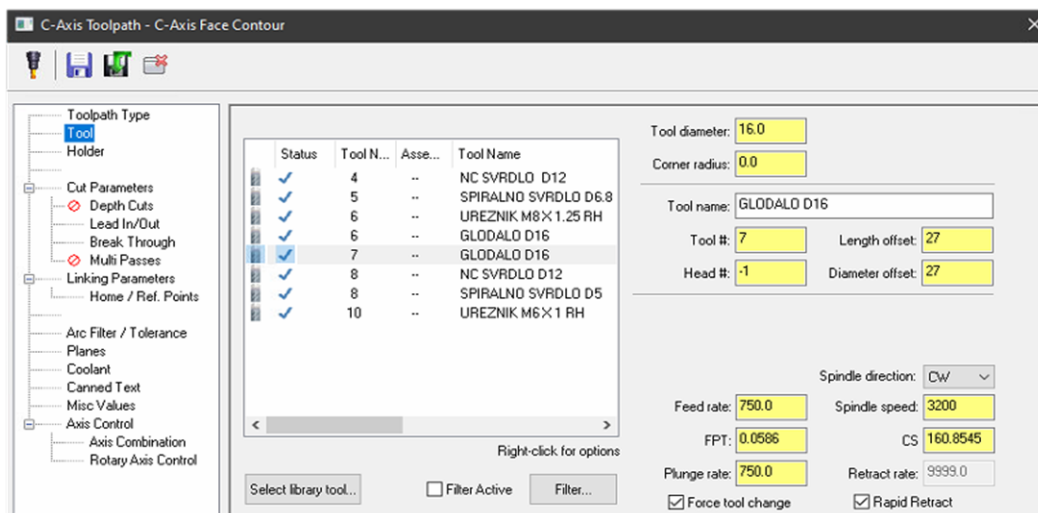 C-Axis Toolpath - C-Axis Face Contour
Toolpath Type
Tool
Holder
Cut Parameters
Depth Cuts
Lead In/Out
Break Through
Multi Passes
Linking Parameters
Home / Ref. Points
Arc Filter / Tolerance
Planes
Coolant
Canned Text
Misc Values
Axis Control
Axis Combination
Rotary Axis Control
Status Tool N... Asse... Tool Name
4 -- NC SVRDLO D12
5 -- SPIRALNO SVRDLO D6.8
6 -- UREZNIK M8X1.25 RH
6 -- GLODALO D16
7 -- GLODALO D16
8 -- NC SVRDLO D12
8 -- SPIRALNO SVRDLO D5
10 -- UREZNIK M6X1 RH
Right-click for options
Select library tool...
Filter Active
Filter...
Tool diameter: 16.0
Corner radius: 0.0
Tool name: GLODALO D16
Tool #: 7 Length offset: 27
Head #: -1 Diameter offset: 27
Spindle direction: CW
Feed rate: 750.0 Spindle speed: 3200
FPT: 0.0586 CS 160.8545
Plunge rate: 750.0 Retract rate: 9999.0
Force tool change Rapid Retract